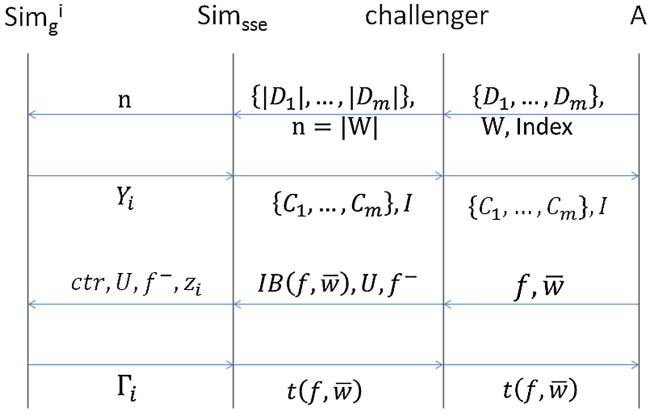 Sim_g^i Sim_sse challenger A
n {|D_1|, …, |D_m|}, {D_1, …, D_m},
n = |W| W, Index
Y_i {C_1, …, C_m}, I {C_1, …, C_m}, I
ctr, U, f^−, z_i IB(f, w̅), U, f^− f, w̅
Γ_i t(f, w̅) t(f, w̅)